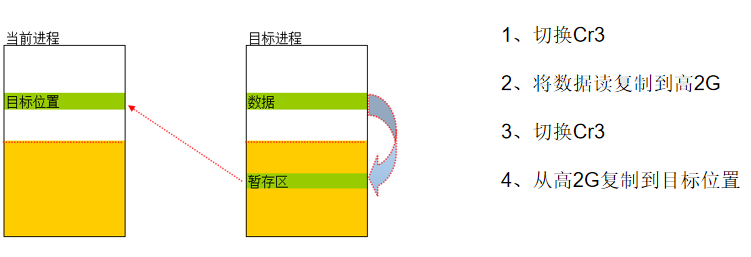 当前进程
目标位置
目标进程
数据
暂存区
1、切换Cr3
2、将数据读复制到高2G
3、切换Cr3
4、从高2G复制到目标位置